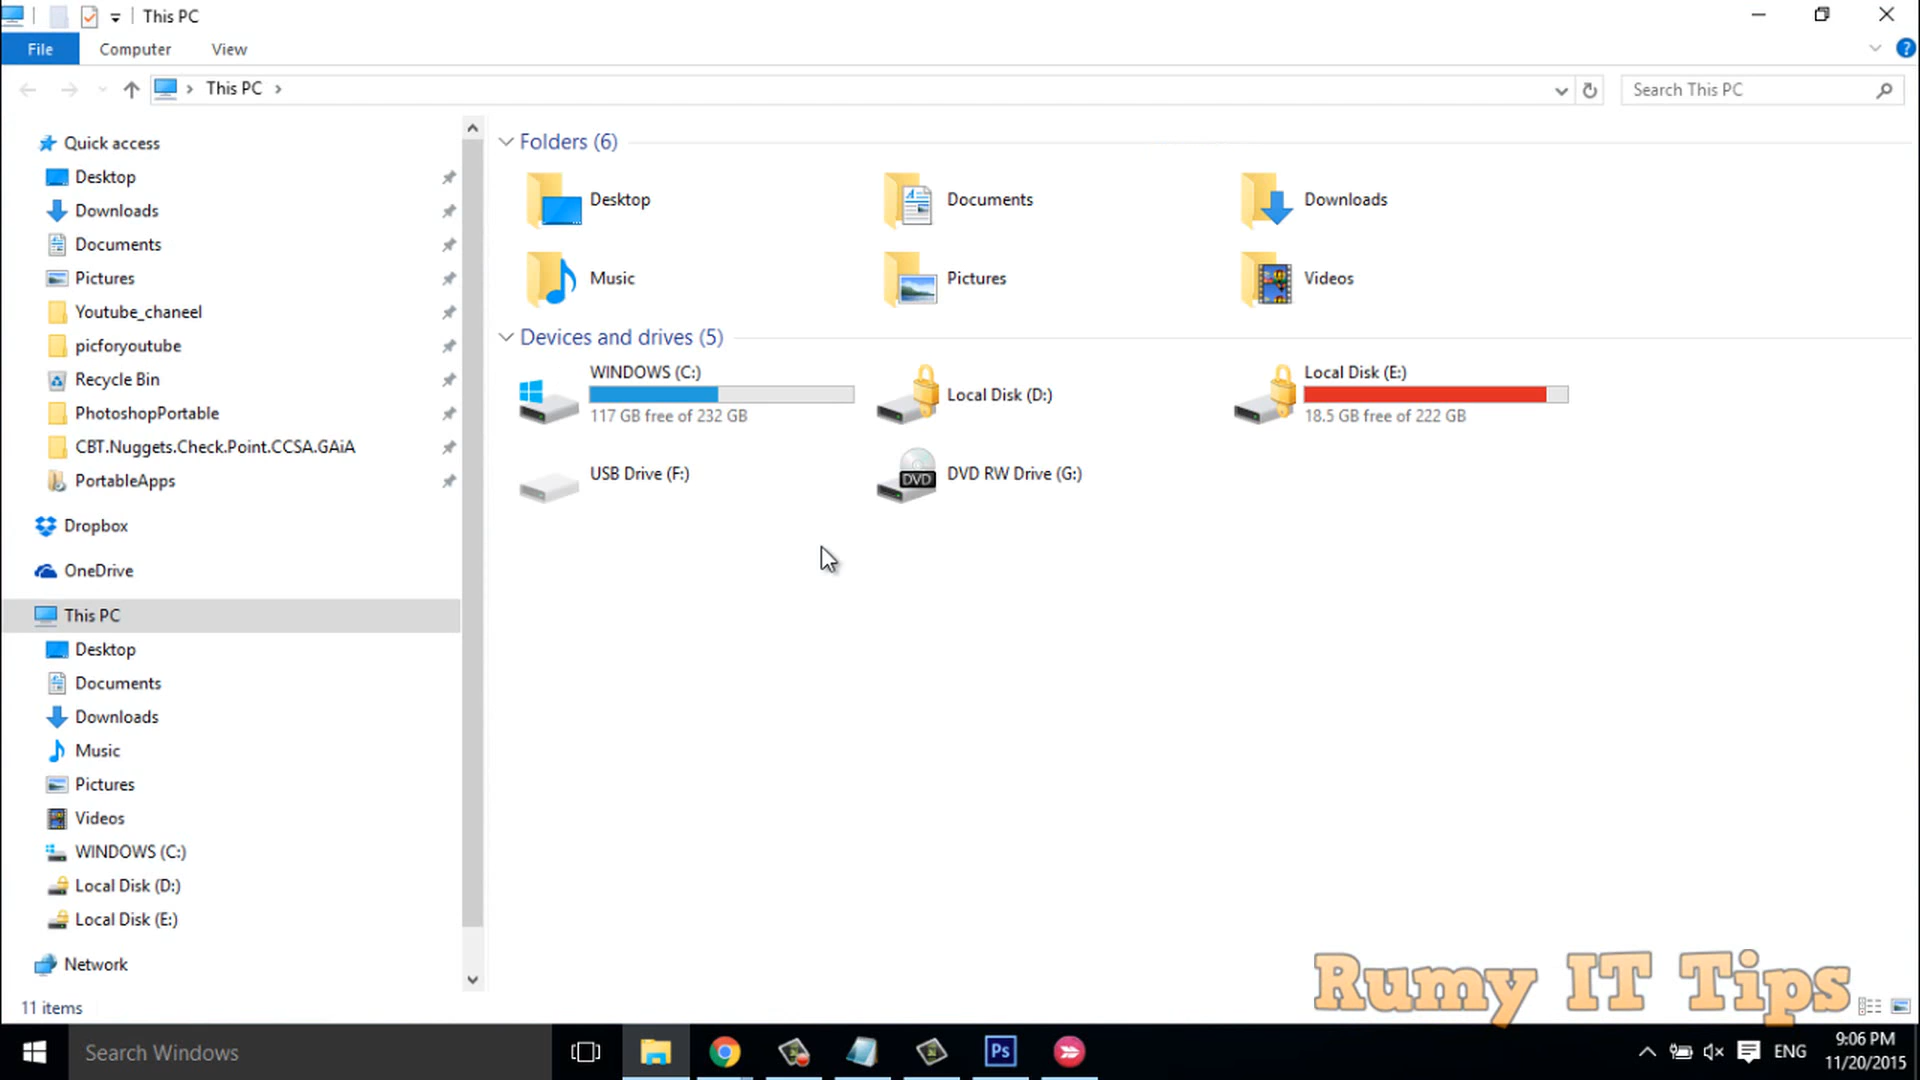 This PC
File Computer View
This PC
Search This PC
Quick access
Desktop
Downloads
Documents
Pictures
Youtube_chaneel
picforyoutube
Recycle Bin
PhotoshopPortable
CBT.Nuggets.Check.Point.CCSA.GAiA
PortableApps
Dropbox
OneDrive
This PC
Desktop
Documents
Downloads
Music
Pictures
Videos
WINDOWS (C:)
Local Disk (D:)
Local Disk (E:)
Network
11 items
Folders (6)
Desktop
Documents
Downloads
Music
Pictures
Videos
Devices and drives (5)
WINDOWS (C:)
117 GB free of 232 GB
Local Disk (D:)
Local Disk (E:)
18.5 GB free of 222 GB
USB Drive (F:)
DVD
DVD RW Drive (G:)
Rumy IT Tips
Search Windows
Ps
ENG
9:06 PM
11/20/2015